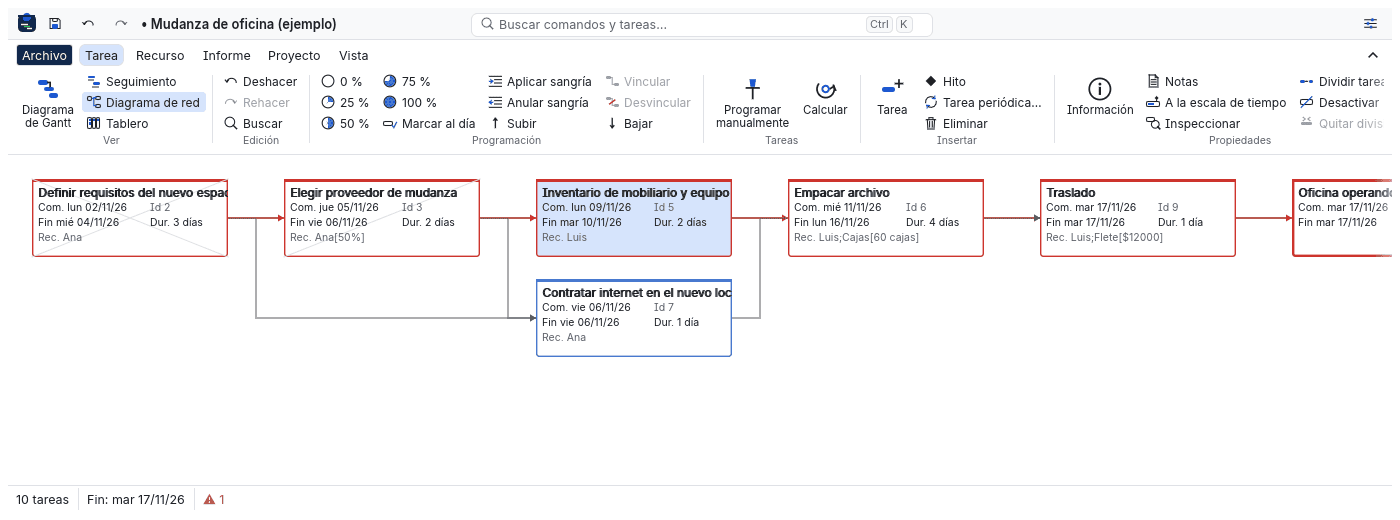 • Mudanza de oficina (ejemplo)
Buscar comandos y tareas...
Ctrl K
Archivo Tarea Recurso Informe Proyecto Vista
Diagrama de Gantt
Seguimiento
Diagrama de red
Tablero
Ver
Deshacer
Rehacer
Buscar
Edición
0 % 75 %
25 % 100 %
50 % Marcar al día
Aplicar sangría Vincular
Anular sangría Desvincular
Subir Bajar
Programación
Programar manualmente
Calcular
Tareas
Tarea
Hito
Tarea periódica...
Eliminar
Insertar
Información
Notas
A la escala de tiempo
Inspeccionar
Dividir tarea
Desactivar
Quitar divis
Propiedades
Definir requisitos del nuevo espac
Com. lun 02/11/26 Id 2
Fin mié 04/11/26 Dur. 3 días
Rec. Ana
Elegir proveedor de mudanza
Com. jue 05/11/26 Id 3
Fin vie 06/11/26 Dur. 2 días
Rec. Ana[50%]
Inventario de mobiliario y equipo
Com. lun 09/11/26 Id 5
Fin mar 10/11/26 Dur. 2 días
Rec. Luis
Empacar archivo
Com. mié 11/11/26 Id 6
Fin lun 16/11/26 Dur. 4 días
Rec. Luis;Cajas[60 cajas]
Traslado
Com. mar 17/11/26 Id 9
Fin mar 17/11/26 Dur. 1 día
Rec. Luis;Flete[$12000]
Oficina operando
Com. mar 17/11/26
Fin mar 17/11/26
Contratar internet en el nuevo loc
Com. vie 06/11/26 Id 7
Fin vie 06/11/26 Dur. 1 día
Rec. Ana
10 tareas Fin: mar 17/11/26 1